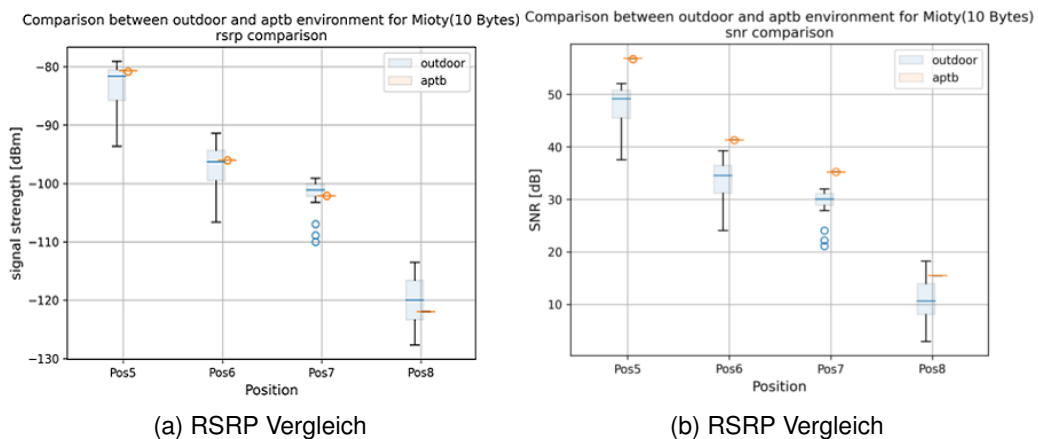 Comparison between outdoor and aptb environment for Mioty(10 Bytes)
rsrp comparison
outdoor
aptb
signal strength [dBm]
−80
−90
−100
−110
−120
−130
Pos5 Pos6 Pos7 Pos8
Position
(a) RSRP Vergleich
Comparison between outdoor and aptb environment for Mioty(10 Bytes)
snr comparison
outdoor
aptb
SNR [dB]
50
40
30
20
10
Pos5 Pos6 Pos7 Pos8
Position
(b) RSRP Vergleich